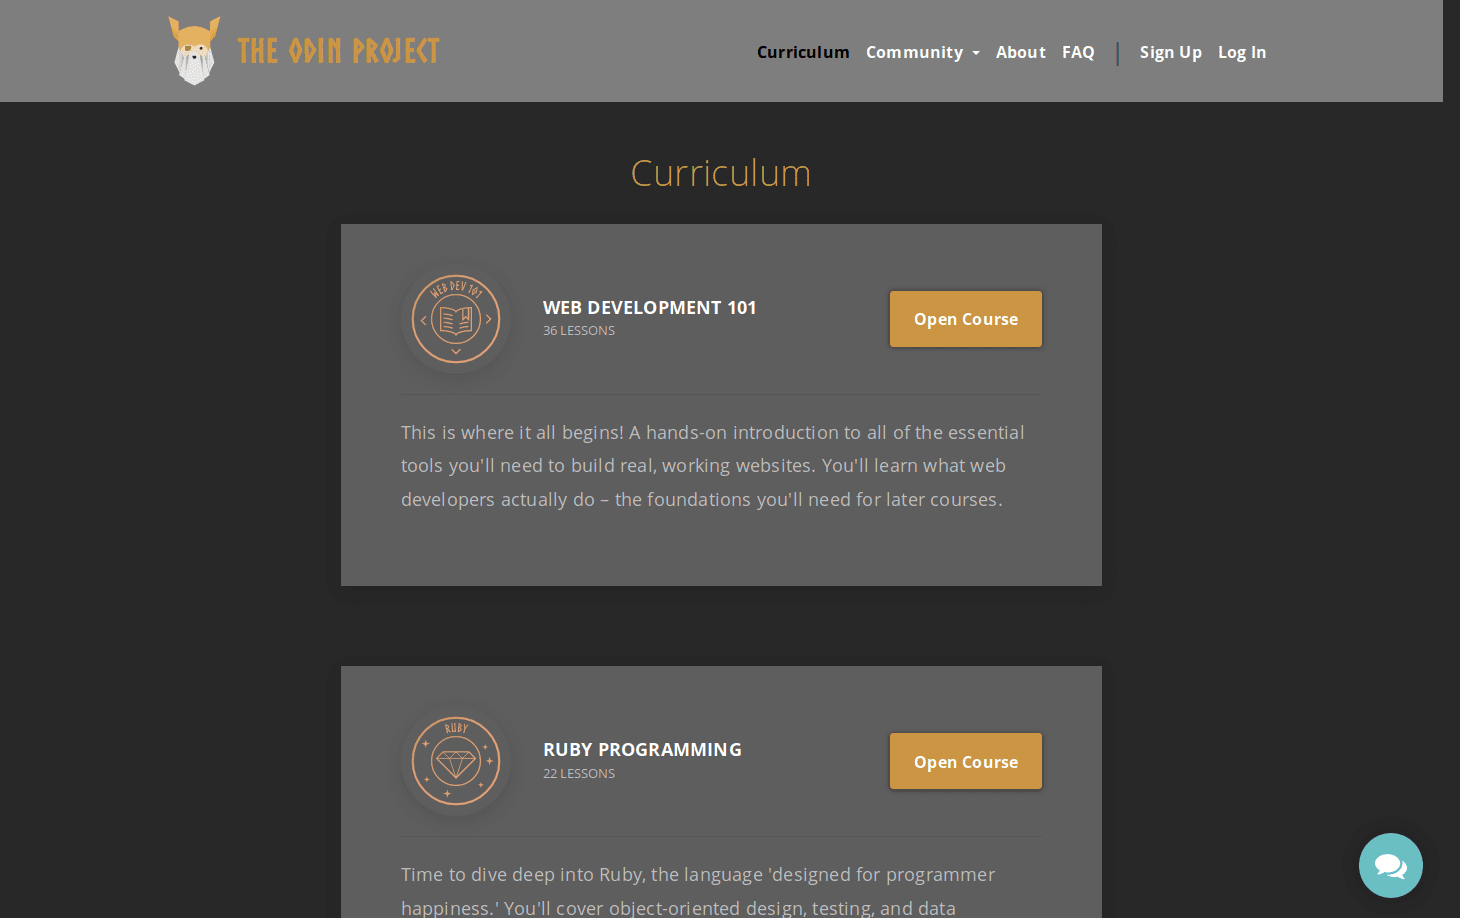 THE ODIN PROJECT
Curriculum Community About FAQ | Sign Up Log In
Curriculum
WEB DEV 101
WEB DEVELOPMENT 101
36 LESSONS
Open Course
This is where it all begins! A hands-on introduction to all of the essential
tools you'll need to build real, working websites. You'll learn what web
developers actually do – the foundations you'll need for later courses.
RUBY
RUBY PROGRAMMING
22 LESSONS
Open Course
Time to dive deep into Ruby, the language 'designed for programmer
happiness.' You'll cover object-oriented design, testing, and data